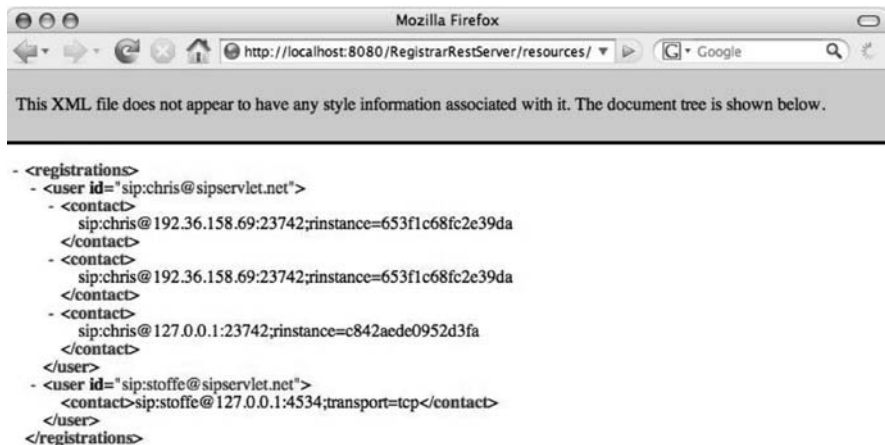 Mozilla Firefox
http://localhost:8080/RegistrarRestServer/resources/
G Google
This XML file does not appear to have any style information associated with it. The document tree is shown below.
- <registrations>
- <user id="sip:chris@sipservlet.net">
- <contact>
sip:chris@192.36.158.69:23742;rinstance=653f1c68fc2e39da
</contact>
- <contact>
sip:chris@192.36.158.69:23742;rinstance=653f1c68fc2e39da
</contact>
- <contact>
sip:chris@127.0.0.1:23742;rinstance=c842aede0952d3fa
</contact>
</user>
- <user id="sip:stoffe@sipservlet.net">
<contact>sip:stoffe@127.0.0.1:4534;transport=tcp</contact>
</user>
</registrations>